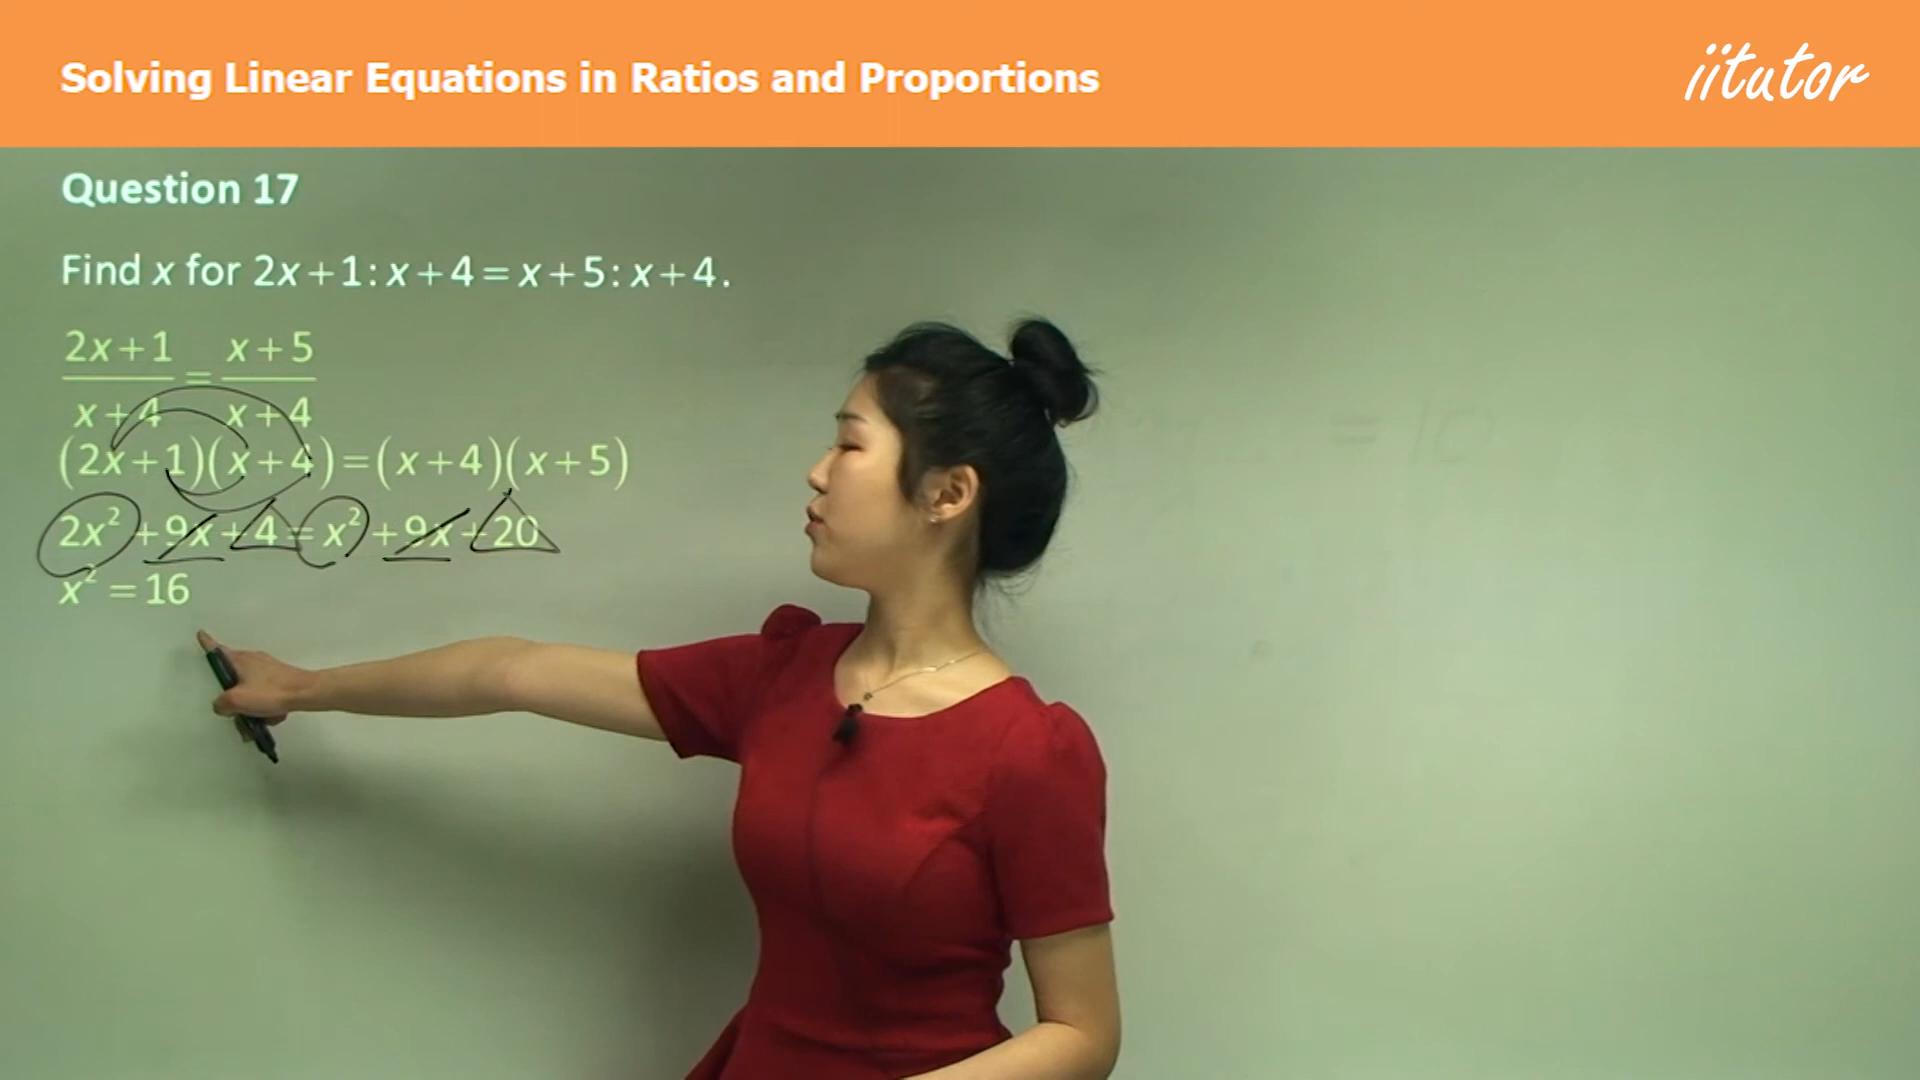 Solving Linear Equations in Ratios and Proportions
iitutor
Question 17
Find x for 2x+1:x+4=x+5:x+4.
2x+1/x+4=x+5/x+4
(2x+1)(x+4)=(x+4)(x+5)
2x²+9x+4=x²+9x+20
x²=16